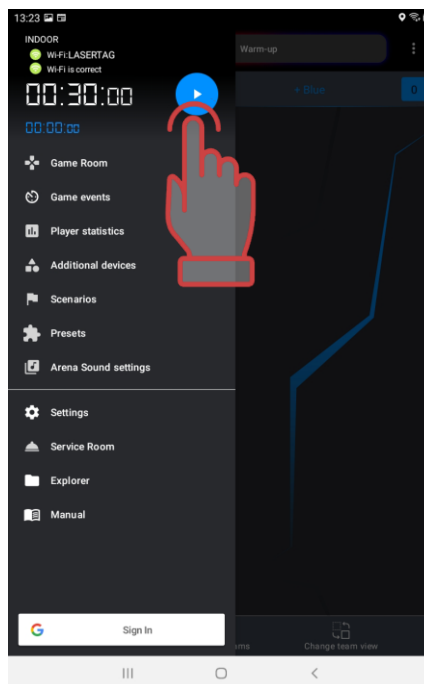 13:23
INDOOR
Wi-Fi:LASERTAG
Wi-Fi is correct
Warm-up
00:30:00
+ Blue
0
00:00:00
Game Room
Game events
Player statistics
Additional devices
Scenarios
Presets
Arena Sound settings
Settings
Service Room
Explorer
Manual
G
Sign In
ams
Change team view